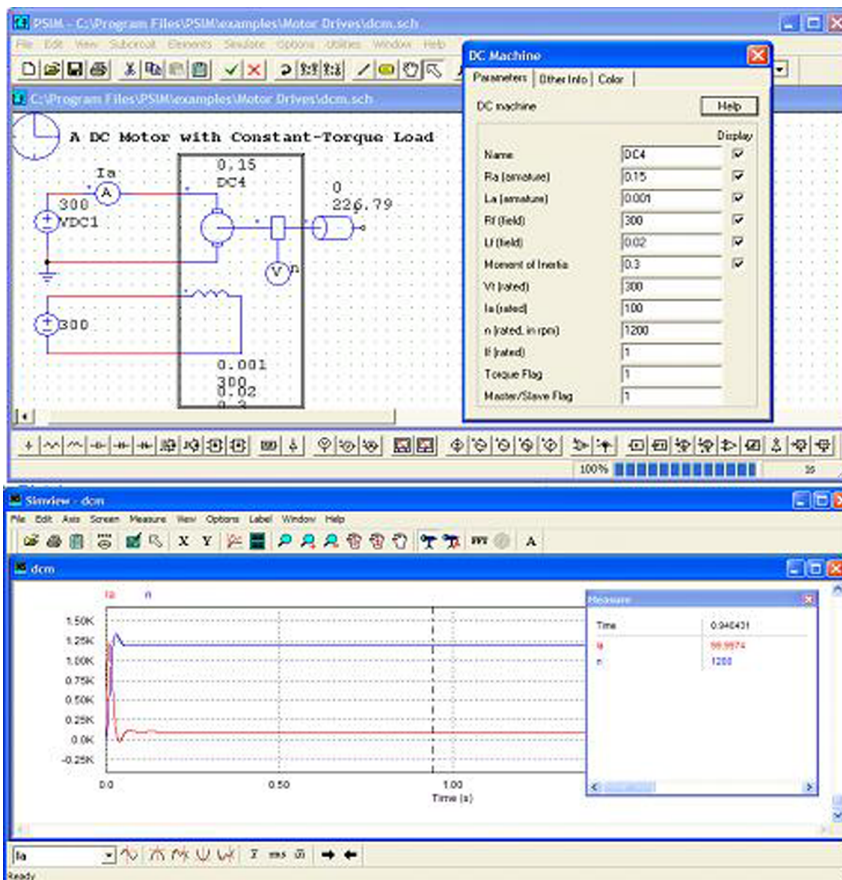 PSIM - C:\Program Files\PSIM\examples\Motor Drives\dcm.sch
File Edit View Subcircuit Elements Simulate Options Utilities Window Help
C:\Program Files\PSIM\examples\Motor Drives\dcm.sch
A DC Motor with Constant-Torque Load
Ia
A
300
VDC1
0.15
DC4
0
226.79
V
n
300
0.001
300
0.02
0.3
DC Machine
Parameters Other Info Color
DC machine Help
Display
Name DC4
Ra (armature) 0.15
La (armature) 0.001
Rf (field) 300
Lf (field) 0.02
Moment of Inertia 0.3
Vt (rated) 300
Ia (rated) 100
n (rated, in rpm) 1200
If (rated) 1
Torque Flag 1
Master/Slave Flag 1
100%
Simview - dcm
File Edit Axis Screen Measure View Options Label Window Help
X Y FFT A
dcm
Ia n
1.50K
1.25K
1.00K
0.75K
0.50K
0.25K
0.0K
-0.25K
0.0 0.50 1.00
Time (s)
Measure
Time 0.940431
Ia 99.9974
n 1200
Ia
rms
Ready